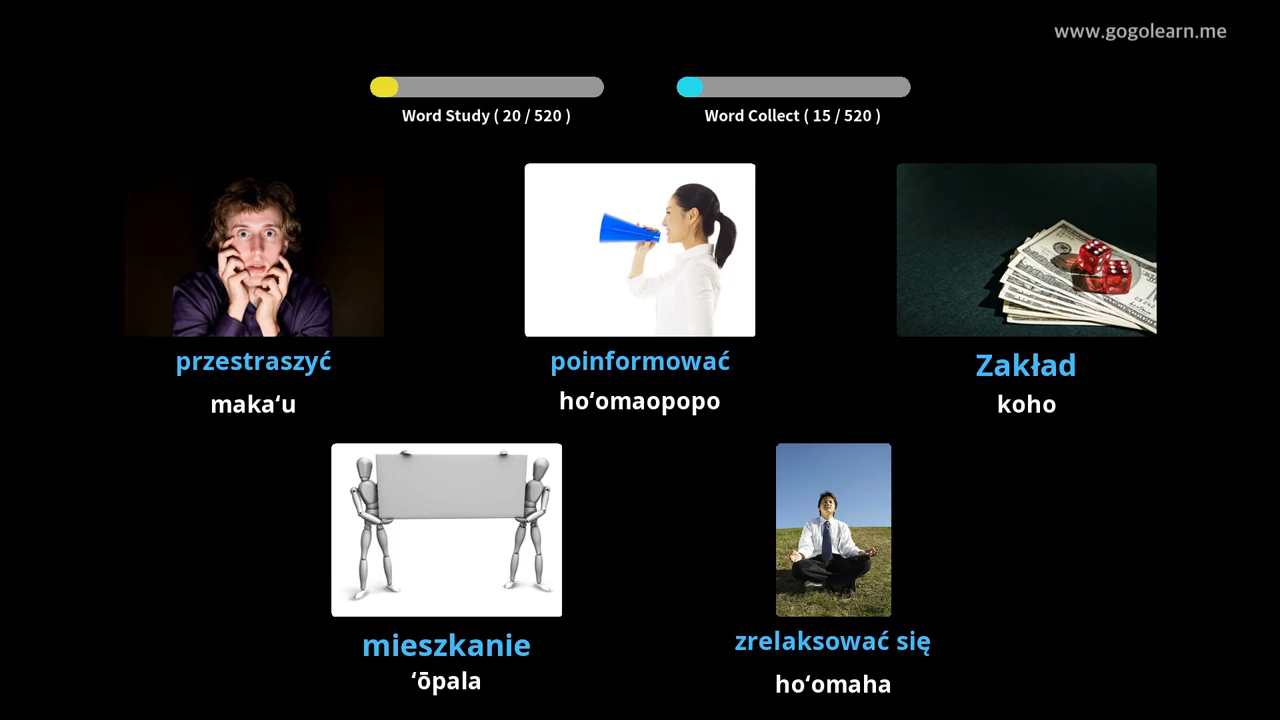 www.gogolearn.me
Word Study ( 20 / 520 )
Word Collect ( 15 / 520 )
przestraszyć
poinformować
Zakład
makaʻu
hoʻomaopopo
koho
mieszkanie
zrelaksować się
ʻōpala
hoʻomaha